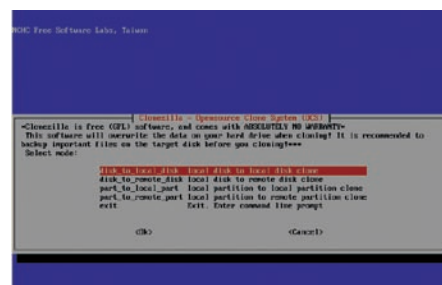 NCHC Free Software Labs, Taiwan
Clonezilla - Opensource Clone System (OCS)
*Clonezilla is free (GPL) software, and comes with ABSOLUTELY NO WARRANTY*
This software will overwrite the data on your hard drive when cloning! It is recommended to
backup important files on the target disk before you cloning!***
Select mode:
disk_to_local_disk local disk to local disk clone
disk_to_remote_disk local disk to remote disk clone
part_to_local_part local partition to local partition clone
part_to_remote_part local partition to remote partition clone
exit Exit. Enter command line prompt
<Ok> <Cancel>